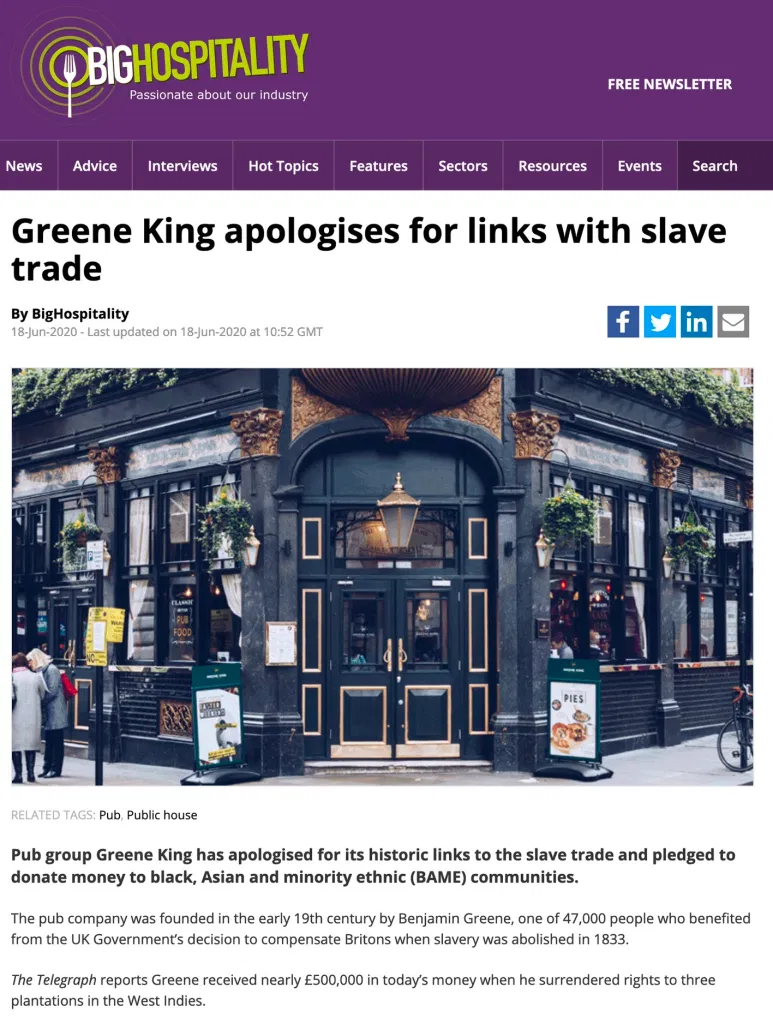 BIGHOSPITALITY
Passionate about our industry
FREE NEWSLETTER
News Advice Interviews Hot Topics Features Sectors Resources Events Search
Greene King apologises for links with slave
trade
By BigHospitality
18-Jun-2020 - Last updated on 18-Jun-2020 at 10:52 GMT
CLASSIC
PUB
FOOD
PIES
RELATED TAGS: Pub, Public house
Pub group Greene King has apologised for its historic links to the slave trade and pledged to
donate money to black, Asian and minority ethnic (BAME) communities.
The pub company was founded in the early 19th century by Benjamin Greene, one of 47,000 people who benefited
from the UK Government’s decision to compensate Britons when slavery was abolished in 1833.
The Telegraph reports Greene received nearly £500,000 in today’s money when he surrendered rights to three
plantations in the West Indies.